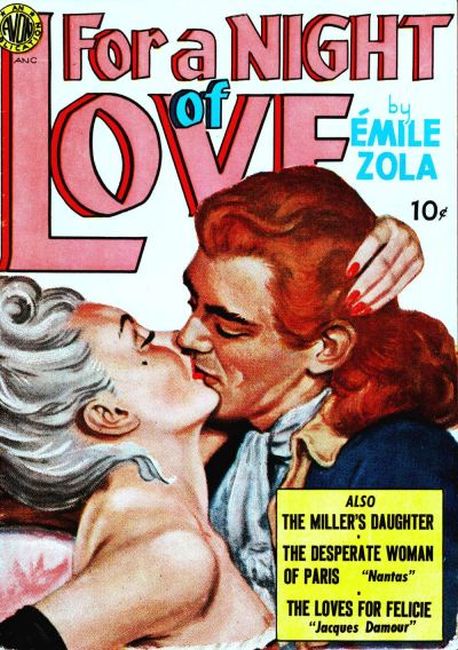 AN
AVON
PUBLICATION
ANC
For a NIGHT
of
LOVE
by
ÉMILE
ZOLA
10¢
ALSO
THE MILLER'S DAUGHTER
•
THE DESPERATE WOMAN
OF PARIS "Nantas"
•
THE LOVES FOR FELICIE
"Jacques Damour"